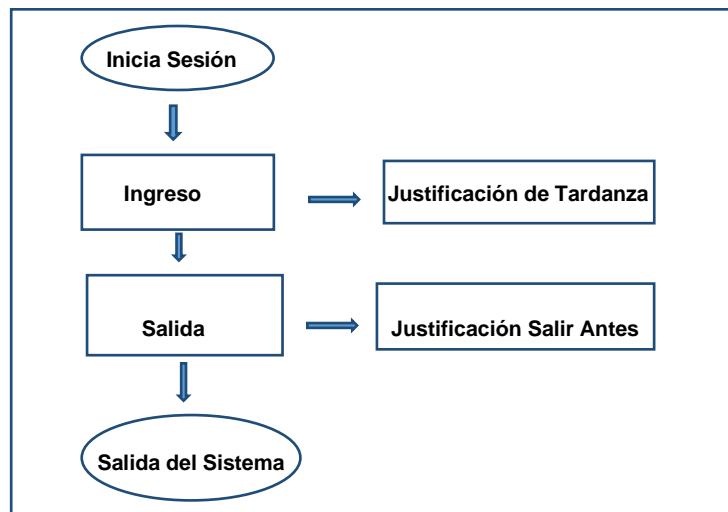 Inicia Sesión
Ingreso
Justificación de Tardanza
Salida
Justificación Salir Antes
Salida del Sistema